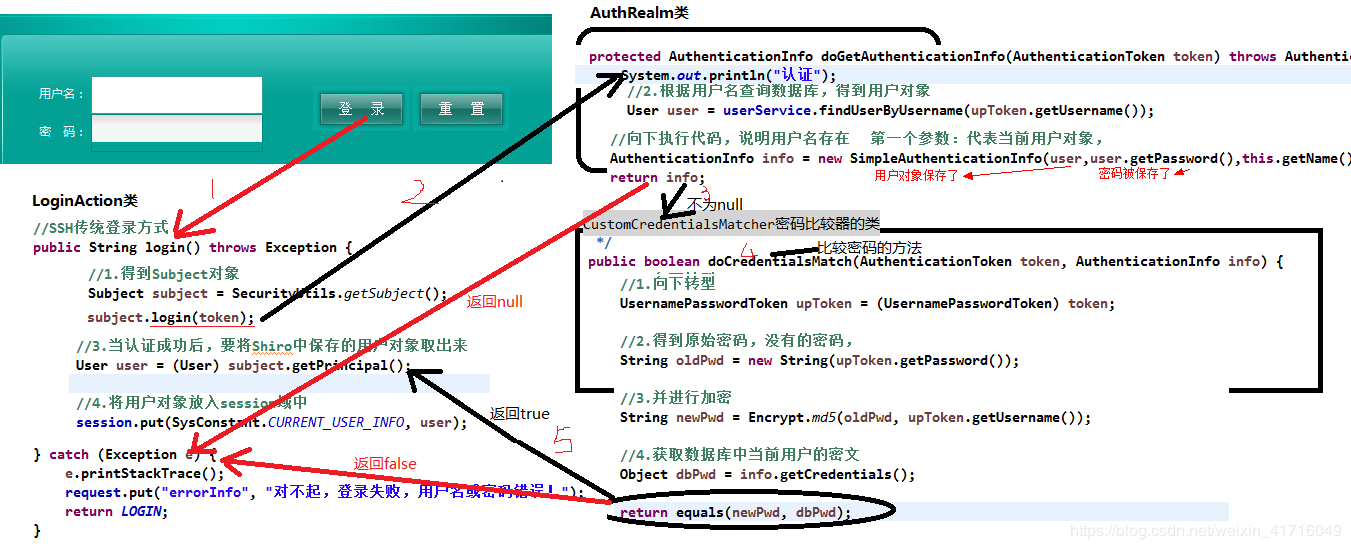 用户名：
密 码：
登 录
重 置
1
2
LoginAction类
//SSH传统登录方式
public String login() throws Exception {
//1.得到Subject对象
Subject subject = SecurityUtils.getSubject();
subject.login(token);
返回null
//3.当认证成功后，要将Shiro中保存的用户对象取出来
User user = (User) subject.getPrincipal();
//4.将用户对象放入session域中
session.put(SysConstant.CURRENT_USER_INFO, user);
返回true
5
} catch (Exception e) {
返回false
e.printStackTrace();
request.put("errorInfo", "对不起，登录失败，用户名或密码错误！");
return LOGIN;
}
AuthRealm类
protected AuthenticationInfo doGetAuthenticationInfo(AuthenticationToken token) throws Authenti
System.out.println("认证");
//2.根据用户名查询数据库，得到用户对象
User user = userService.findUserByUsername(upToken.getUsername());
//向下执行代码，说明用户名存在 第一个参数：代表当前用户对象，
AuthenticationInfo info = new SimpleAuthenticationInfo(user,user.getPassword(),this.getName()
用户对象保存了
密码被保存了
return info;
3
不为null
CustomCredentialsMatcher密码比较器的类
*/
4
比较密码的方法
public boolean doCredentialsMatch(AuthenticationToken token, AuthenticationInfo info) {
//1.向下转型
UsernamePasswordToken upToken = (UsernamePasswordToken) token;
//2.得到原始密码，没有的密码，
String oldPwd = new String(upToken.getPassword());
//3.并进行加密
String newPwd = Encrypt.md5(oldPwd, upToken.getUsername());
//4.获取数据库中当前用户的密文
Object dbPwd = info.getCredentials();
return equals(newPwd, dbPwd);
https://blog.csdn.net/weixin_41716049